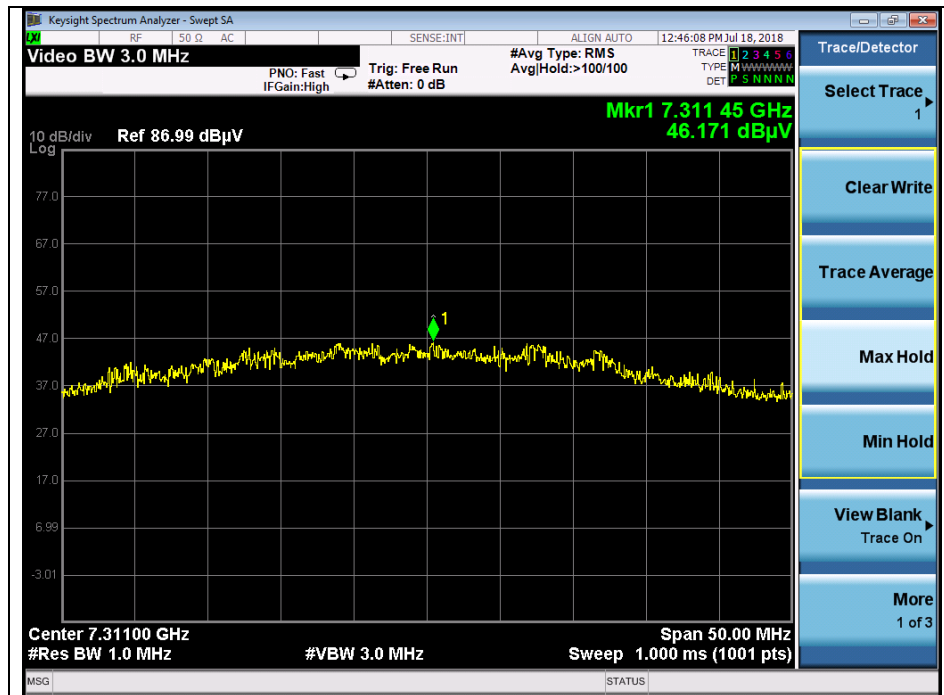 Keysight Spectrum Analyzer - Swept SA
LXI RF 50 Ω AC SENSE:INT ALIGN AUTO 12:46:08 PM Jul 18, 2018
Video BW 3.0 MHz
PNO: Fast
IFGain:High
Trig: Free Run
#Atten: 0 dB
#Avg Type: RMS
Avg|Hold:>100/100
TRACE 1 2 3 4 5 6
TYPE M W W W W W
DET P S N N N N
Mkr1 7.311 45 GHz
46.171 dBµV
10 dB/div
Log
Ref 86.99 dBµV
77.0
67.0
57.0
47.0
37.0
27.0
17.0
6.99
-3.01
1
Center 7.31100 GHz
#Res BW 1.0 MHz
#VBW 3.0 MHz
Span 50.00 MHz
Sweep 1.000 ms (1001 pts)
MSG
STATUS
Trace/Detector
Select Trace
1
Clear Write
Trace Average
Max Hold
Min Hold
View Blank
Trace On
More
1 of 3